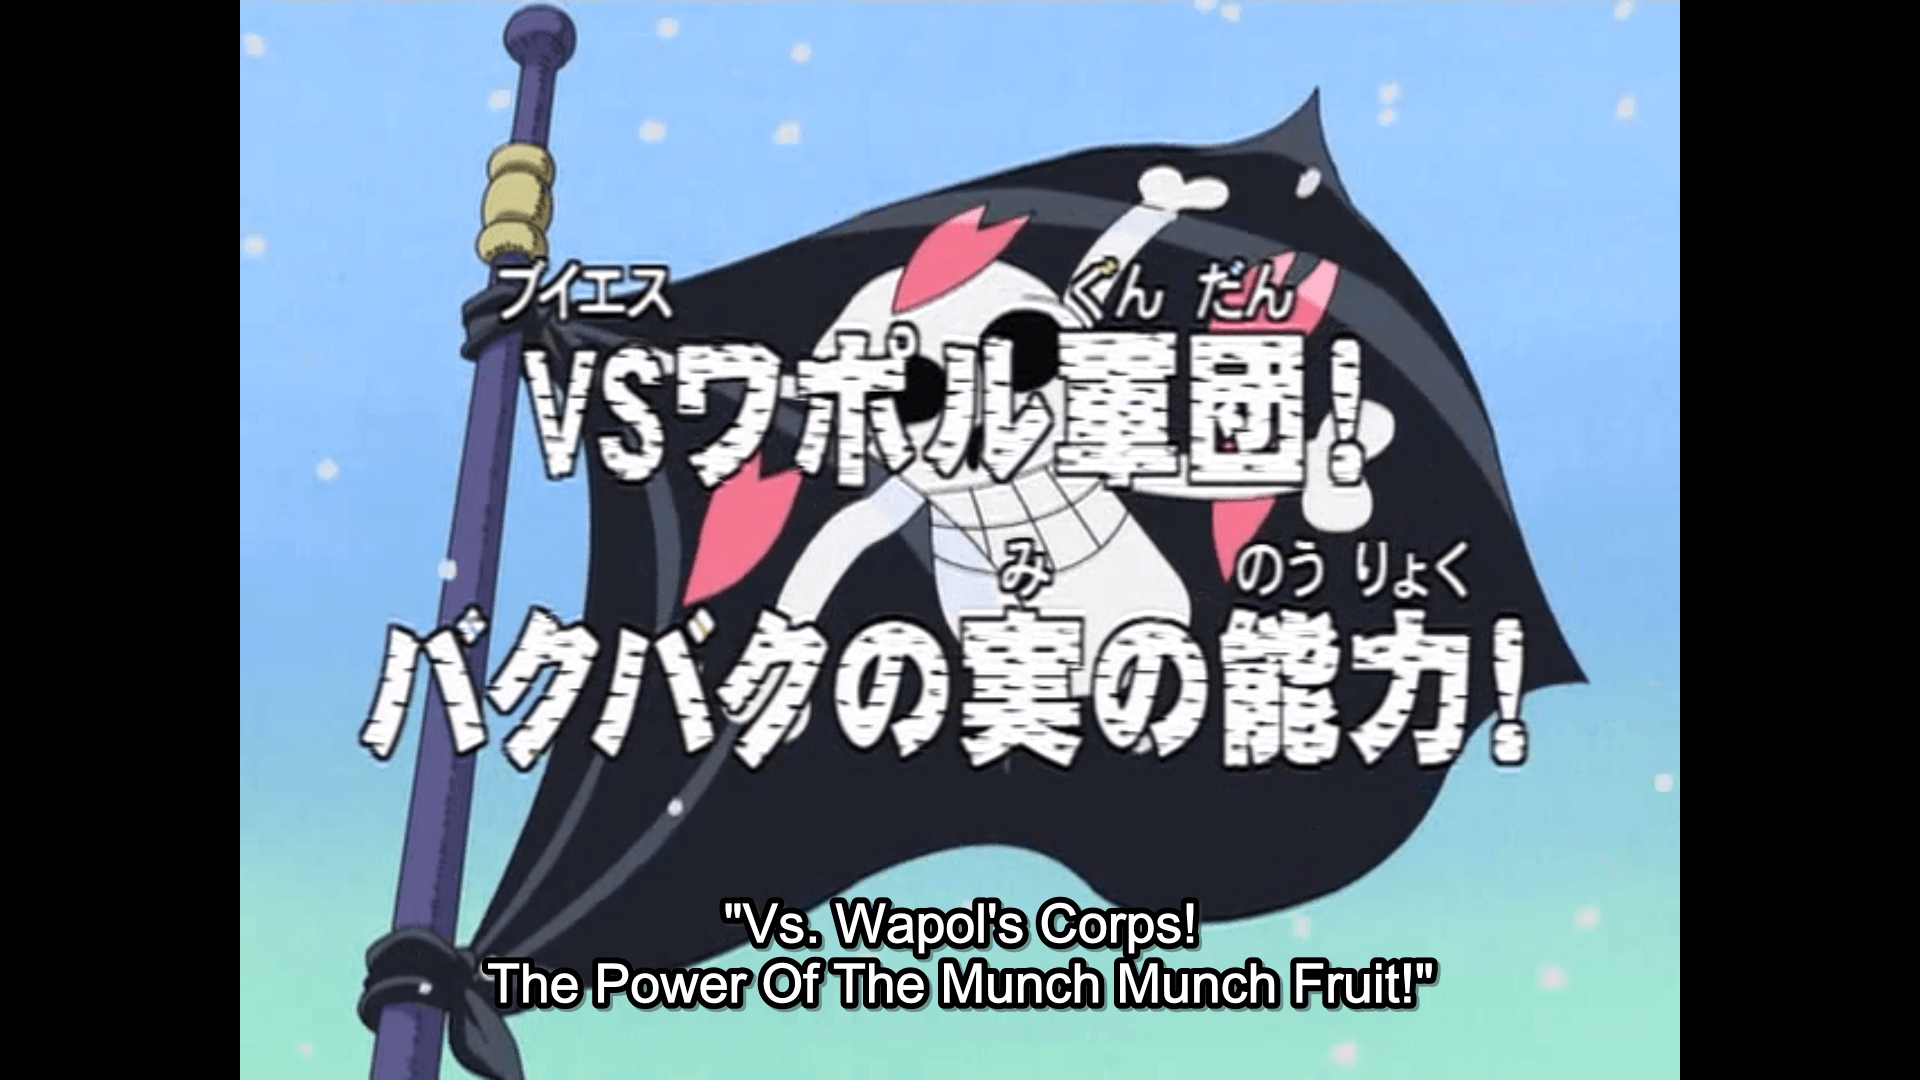 ブイエス ぐん だん
VSワポル軍団!
み のう りょく
バクバクの実の能力!
"Vs. Wapol's Corps!
The Power Of The Munch Munch Fruit!"